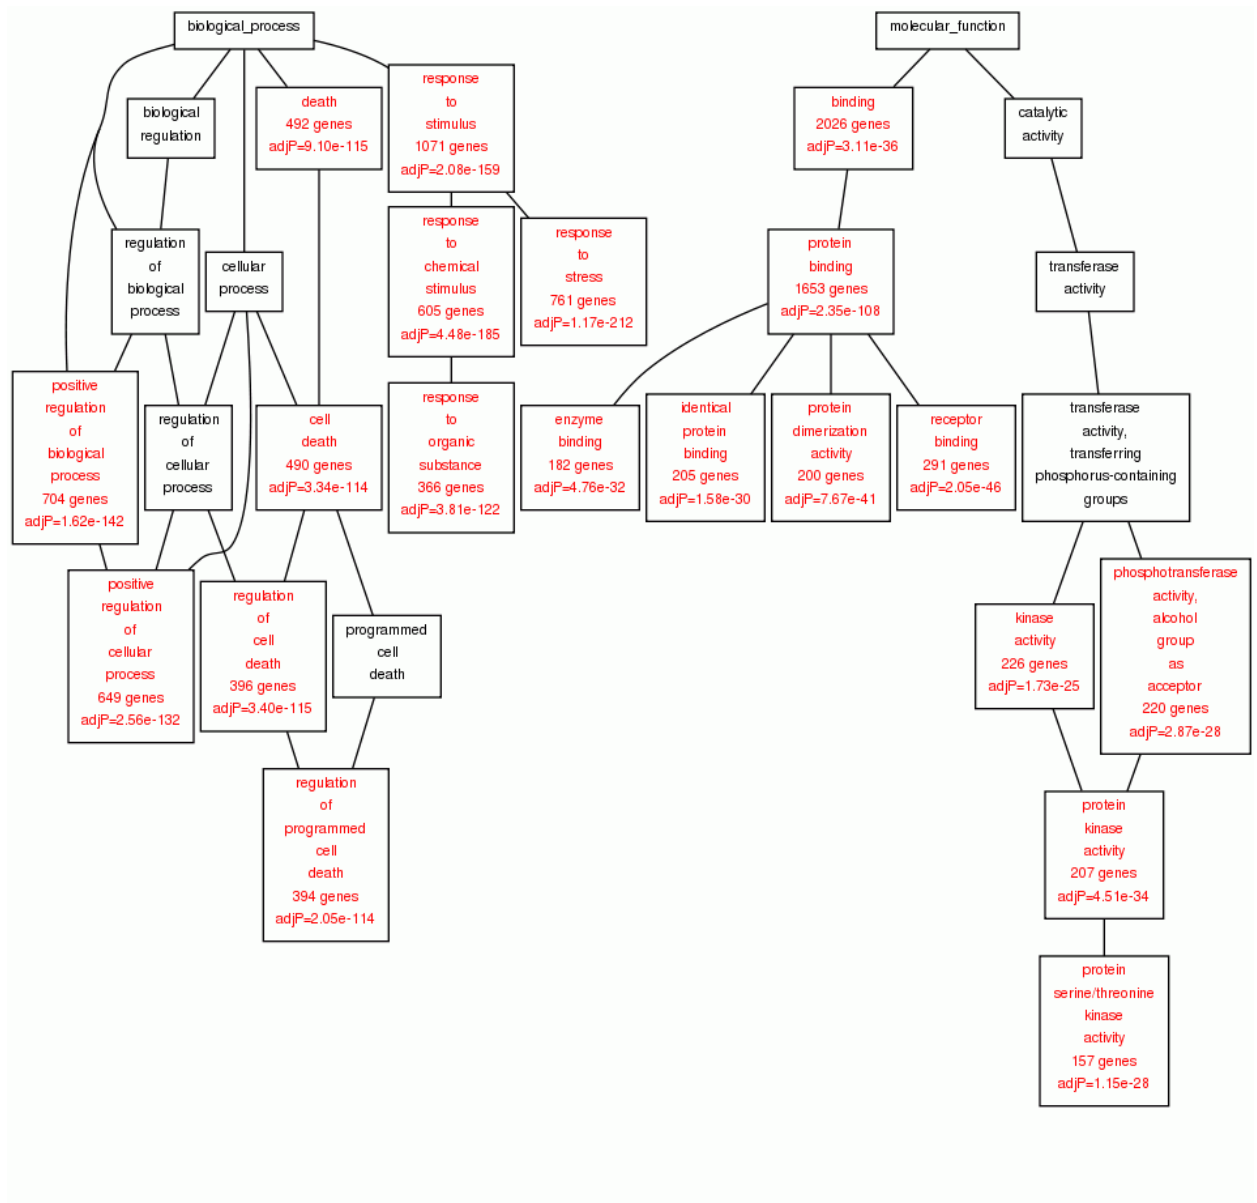 biological_process
molecular_function
biological
regulation
death
492 genes
adjP=9.10e-115
response
to
stimulus
1071 genes
adjP=2.08e-159
binding
2026 genes
adjP=3.11e-36
catalytic
activity
regulation
of
biological
process
cellular
process
response
to
chemical
stimulus
605 genes
adjP=4.48e-185
response
to
stress
761 genes
adjP=1.17e-212
protein
binding
1653 genes
adjP=2.35e-108
transferase
activity
positive
regulation
of
biological
process
704 genes
adjP=1.62e-142
regulation
of
cellular
process
cell
death
490 genes
adjP=3.34e-114
response
to
organic
substance
366 genes
adjP=3.81e-122
enzyme
binding
182 genes
adjP=4.76e-32
identical
protein
binding
205 genes
adjP=1.58e-30
protein
dimerization
activity
200 genes
adjP=7.67e-41
receptor
binding
291 genes
adjP=2.05e-46
transferase
activity,
transferring
phosphorus-containing
groups
positive
regulation
of
cellular
process
649 genes
adjP=2.56e-132
regulation
of
cell
death
396 genes
adjP=3.40e-115
programmed
cell
death
kinase
activity
226 genes
adjP=1.73e-25
phosphotransferase
activity,
alcohol
group
as
acceptor
220 genes
adjP=2.87e-28
regulation
of
programmed
cell
death
394 genes
adjP=2.05e-114
protein
kinase
activity
207 genes
adjP=4.51e-34
protein
serine/threonine
kinase
activity
157 genes
adjP=1.15e-28